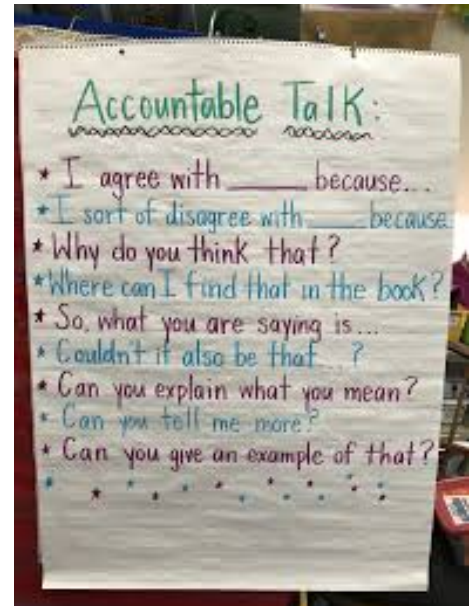 Accountable Talk:
* I agree with ______ because...
* I sort of disagree with ______ because
* Why do you think that?
* Where can I find that in the book?
* So, what you are saying is...
* Couldn't it also be that...?
* Can you explain what you mean?
* Can you tell me more?
* Can you give an example of that?